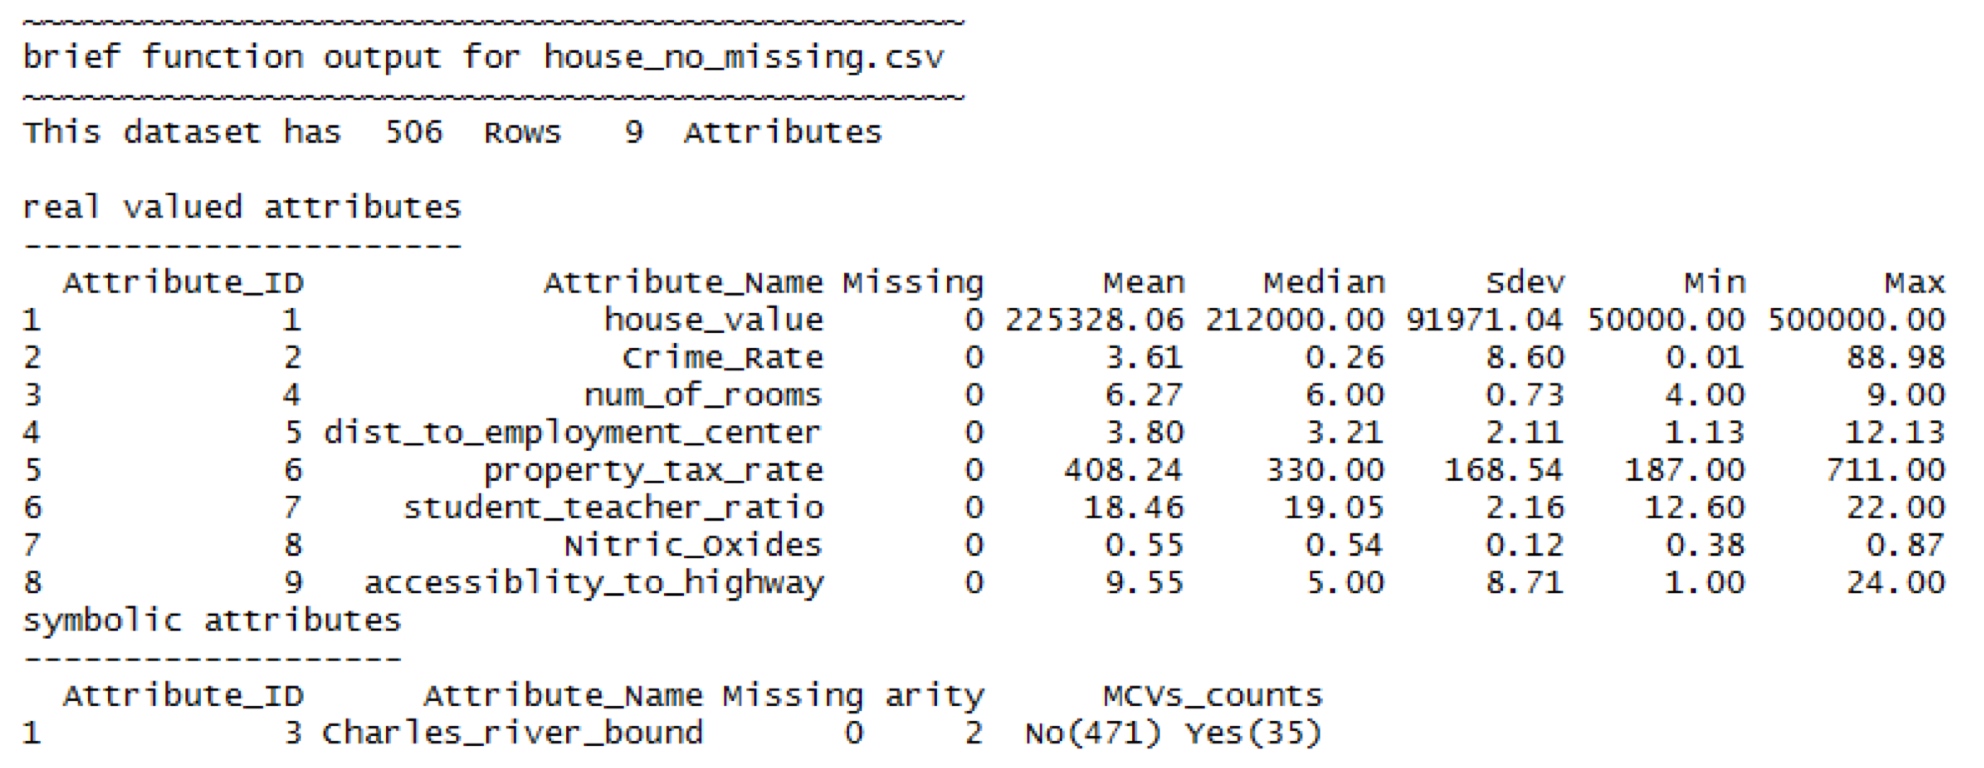 ~~~~~~~~~~~~~~~~~~~~~~~~~~~~~~~~~~~~~~~~~~~~~~~
brief function output for house_no_missing.csv
~~~~~~~~~~~~~~~~~~~~~~~~~~~~~~~~~~~~~~~~~~~~~~~
This dataset has  506  Rows   9  Attributes

real valued attributes
----------------------
  Attribute_ID            Attribute_Name Missing      Mean    Median     Sdev      Min       Max
1            1               house_value       0 225328.06 212000.00 91971.04 50000.00 500000.00
2            2                Crime_Rate       0      3.61      0.26     8.60     0.01     88.98
3            4              num_of_rooms       0      6.27      6.00     0.73     4.00      9.00
4            5 dist_to_employment_center       0      3.80      3.21     2.11     1.13     12.13
5            6         property_tax_rate       0    408.24    330.00   168.54   187.00    711.00
6            7     student_teacher_ratio       0     18.46     19.05     2.16    12.60     22.00
7            8             Nitric_Oxides       0      0.55      0.54     0.12     0.38      0.87
8            9   accessiblity_to_highway       0      9.55      5.00     8.71     1.00     24.00
symbolic attributes
-------------------
  Attribute_ID      Attribute_Name Missing arity      MCVs_counts
1            3 Charles_river_bound       0     2  No(471) Yes(35)